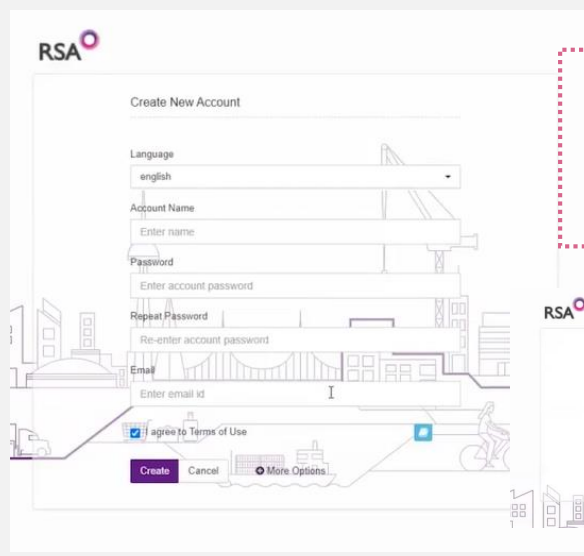 RSA
Create New Account
Language
english
Account Name
Enter name
Password
Enter account password
Repeat Password
Re-enter account password
Email
Enter email id
I agree to Terms of Use
Create Cancel More Options
RSA